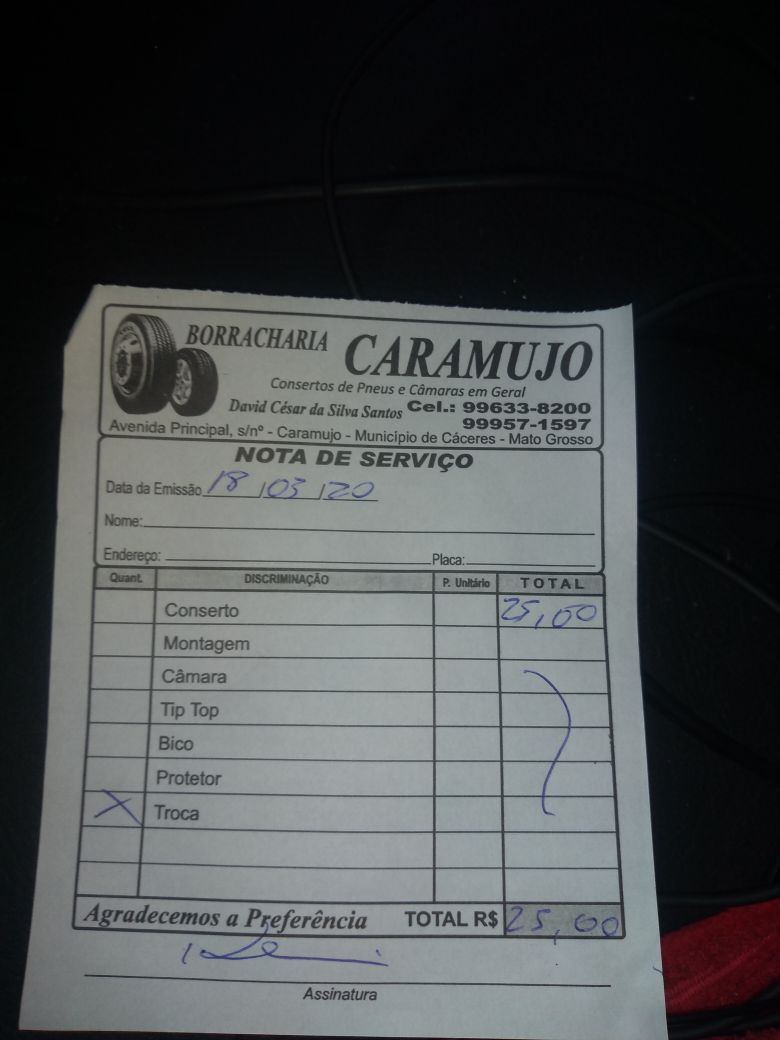 BORRACHARIA CARAMUJO
Consertos de Pneus e Câmaras em Geral
David César da Silva Santos Cel.: 99633-8200
99957-1597
Avenida Principal, s/nº - Caramujo - Município de Cáceres - Mato Grosso
NOTA DE SERVIÇO
Data da Emissão 18/03/20
Nome:
Endereço: Placa:
Quant. DISCRIMINAÇÃO P. Unitário TOTAL
Conserto 25,00
Montagem
Câmara
Tip Top
Bico
Protetor
X Troca
Agradecemos a Preferência TOTAL R$ 25,00
Assinatura